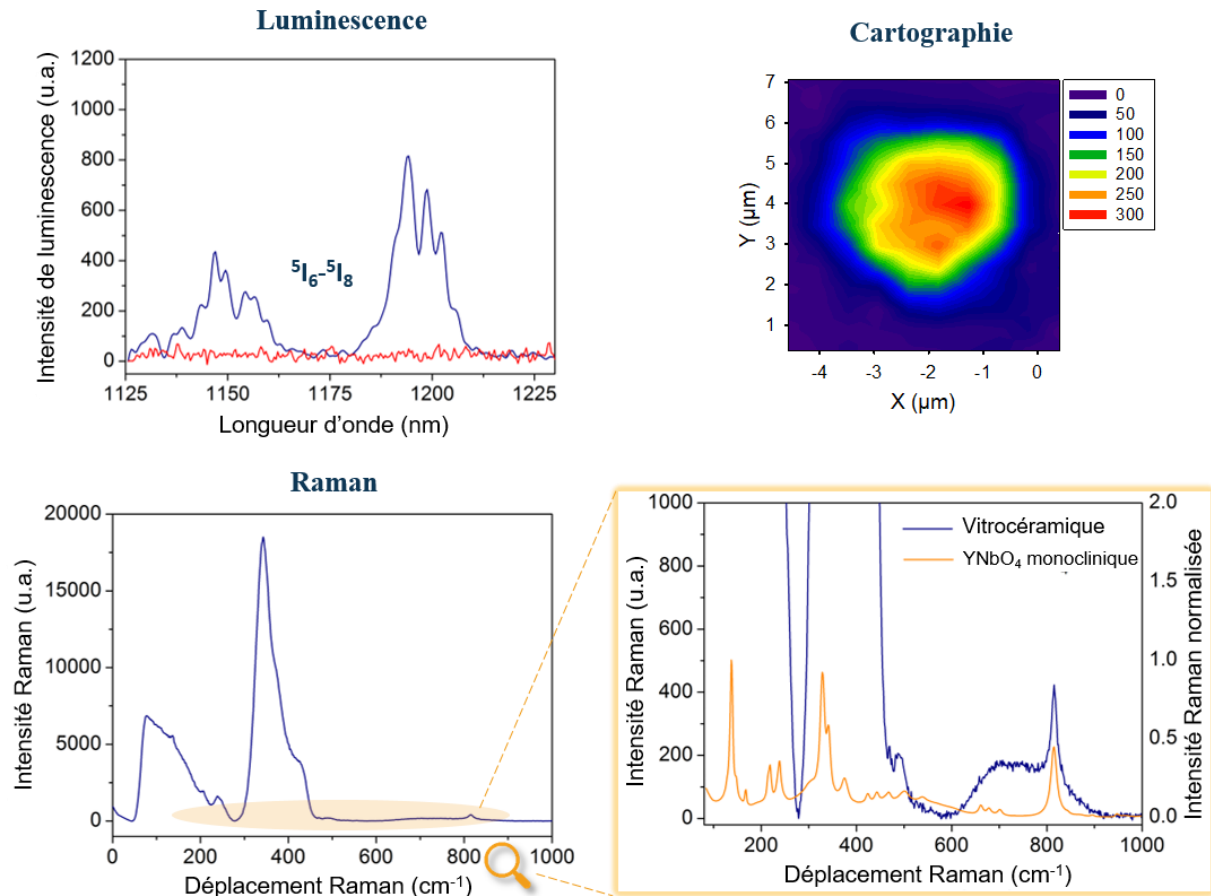 Luminescence
Intensité de luminescence (u.a.)
1200
1000
800
600
400
200
0
⁵I₆-⁵I₈
1125 1150 1175 1200 1225
Longueur d'onde (nm)
Cartographie
Y (µm)
7
6
5
4
3
2
1
-4 -3 -2 -1 0
X (µm)
0
50
100
150
200
250
300
Raman
Intensité Raman (u.a.)
20000
15000
10000
5000
0
0 200 400 600 800 1000
Déplacement Raman (cm⁻¹)
Intensité Raman (u.a.)
1000
800
600
400
200
0
Vitrocéramique
YNbO₄ monoclinique
2.0
1.5
1.0
0.5
0.0
Intensité Raman normalisée
200 400 600 800 1000
Déplacement Raman (cm⁻¹)